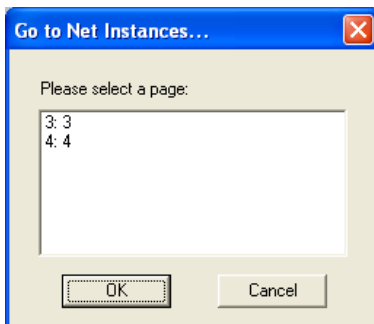 Go to Net Instances...
Please select a page:
3: 3
4: 4
OK
Cancel